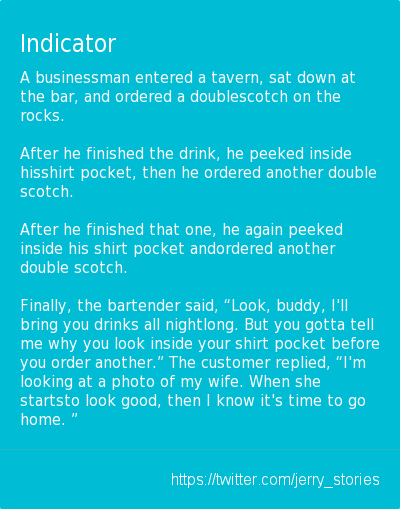 Indicator
A businessman entered a tavern, sat down at
the bar, and ordered a doublescotch on the
rocks.
After he finished the drink, he peeked inside
hisshirt pocket, then he ordered another double
scotch.
After he finished that one, he again peeked
inside his shirt pocket andordered another
double scotch.
Finally, the bartender said, “Look, buddy, I'll
bring you drinks all nightlong. But you gotta tell
me why you look inside your shirt pocket before
you order another.” The customer replied, “I'm
looking at a photo of my wife. When she
startsto look good, then I know it's time to go
home. ”
https://twitter.com/jerry_stories